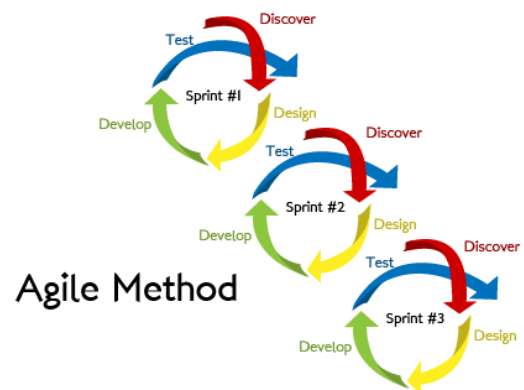 Discover
Test
Sprint #1
Design
Develop
Discover
Test
Sprint #2
Design
Develop
Discover
Test
Agile Method
Sprint #3
Design
Develop